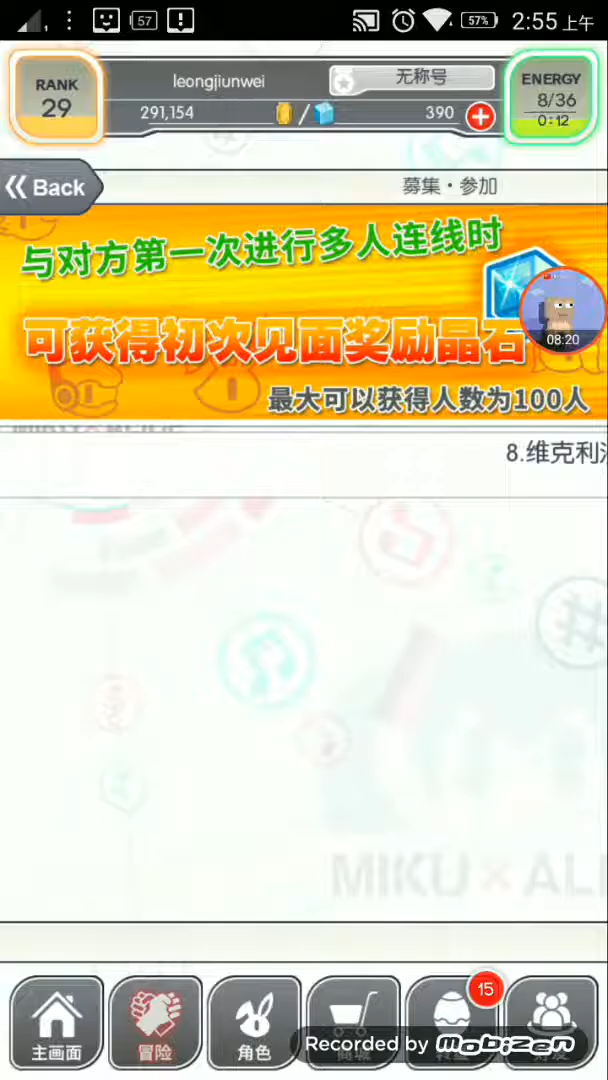 57
57%
2:55 上午
RANK
29
leongjiunwei
无称号
291,154
/
390
ENERGY
8/36
0:12
Back
募集・参加
与对方第一次进行多人连线时
可获得初次见面奖励晶石
最大可以获得人数为100人
08:20
8.维克利
MIKU × AL
主画面
冒险
角色
15
Recorded by mobizen